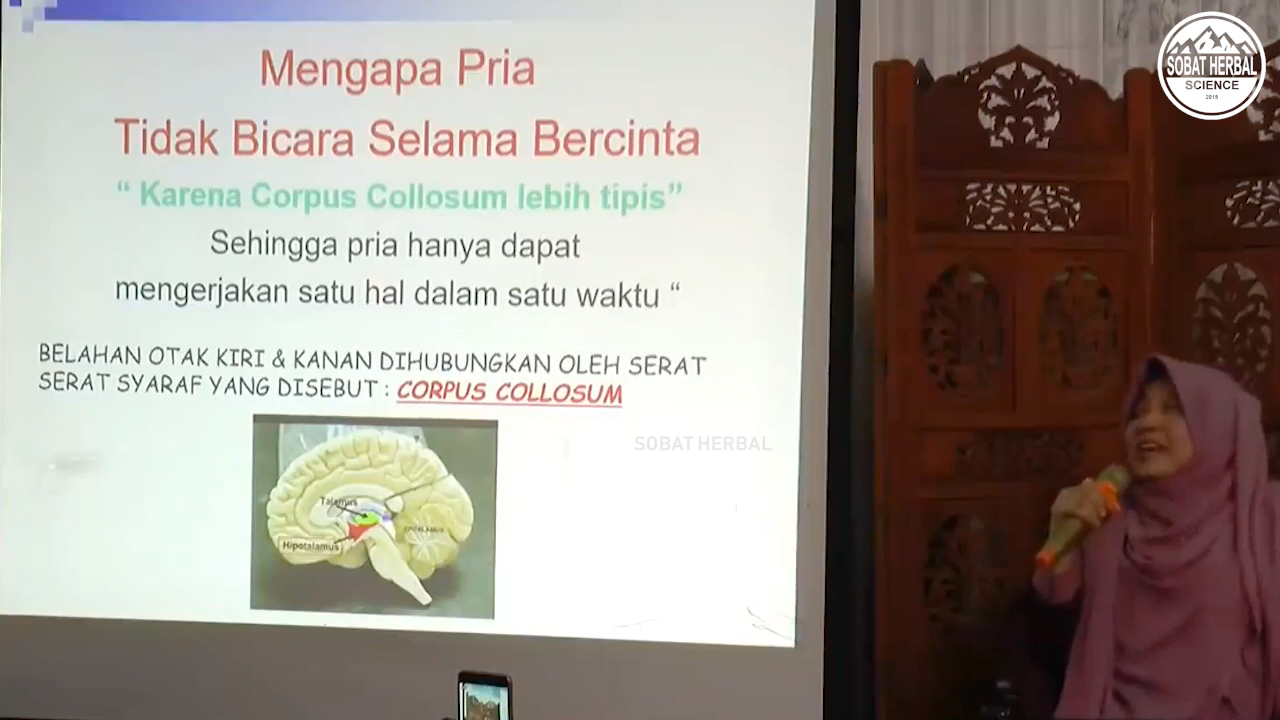 Mengapa Pria
Tidak Bicara Selama Bercinta
“ Karena Corpus Collosum lebih tipis”
Sehingga pria hanya dapat
mengerjakan satu hal dalam satu waktu “
BELAHAN OTAK KIRI & KANAN DIHUBUNGKAN OLEH SERAT
SERAT SYARAF YANG DISEBUT : CORPUS COLLOSUM
Talamus
Hipotalamus
SOBAT HERBAL
SOBAT HERBAL
SCIENCE
2019